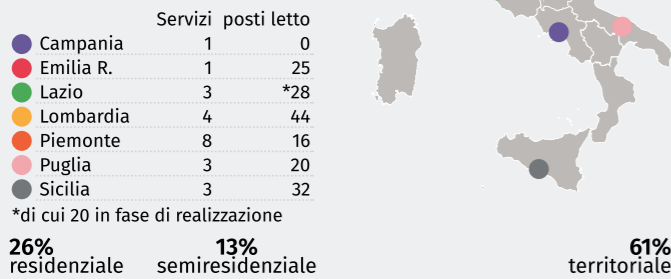 Servizi posti letto
Campania 1 0
Emilia R. 1 25
Lazio 3 *28
Lombardia 4 44
Piemonte 8 16
Puglia 3 20
Sicilia 3 32
*di cui 20 in fase di realizzazione
26% 13% 61%
residenziale semiresidenziale territoriale